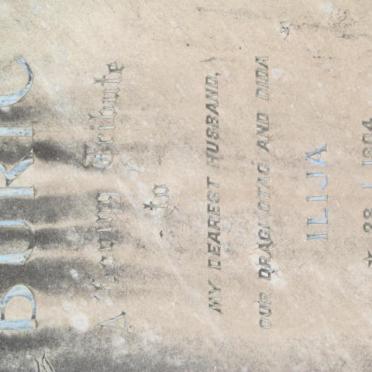 BURIC
A Loving Tribute
to
MY DEAREST HUSBAND,
OUR DRAGI OTAC AND DIDA
ILIJA